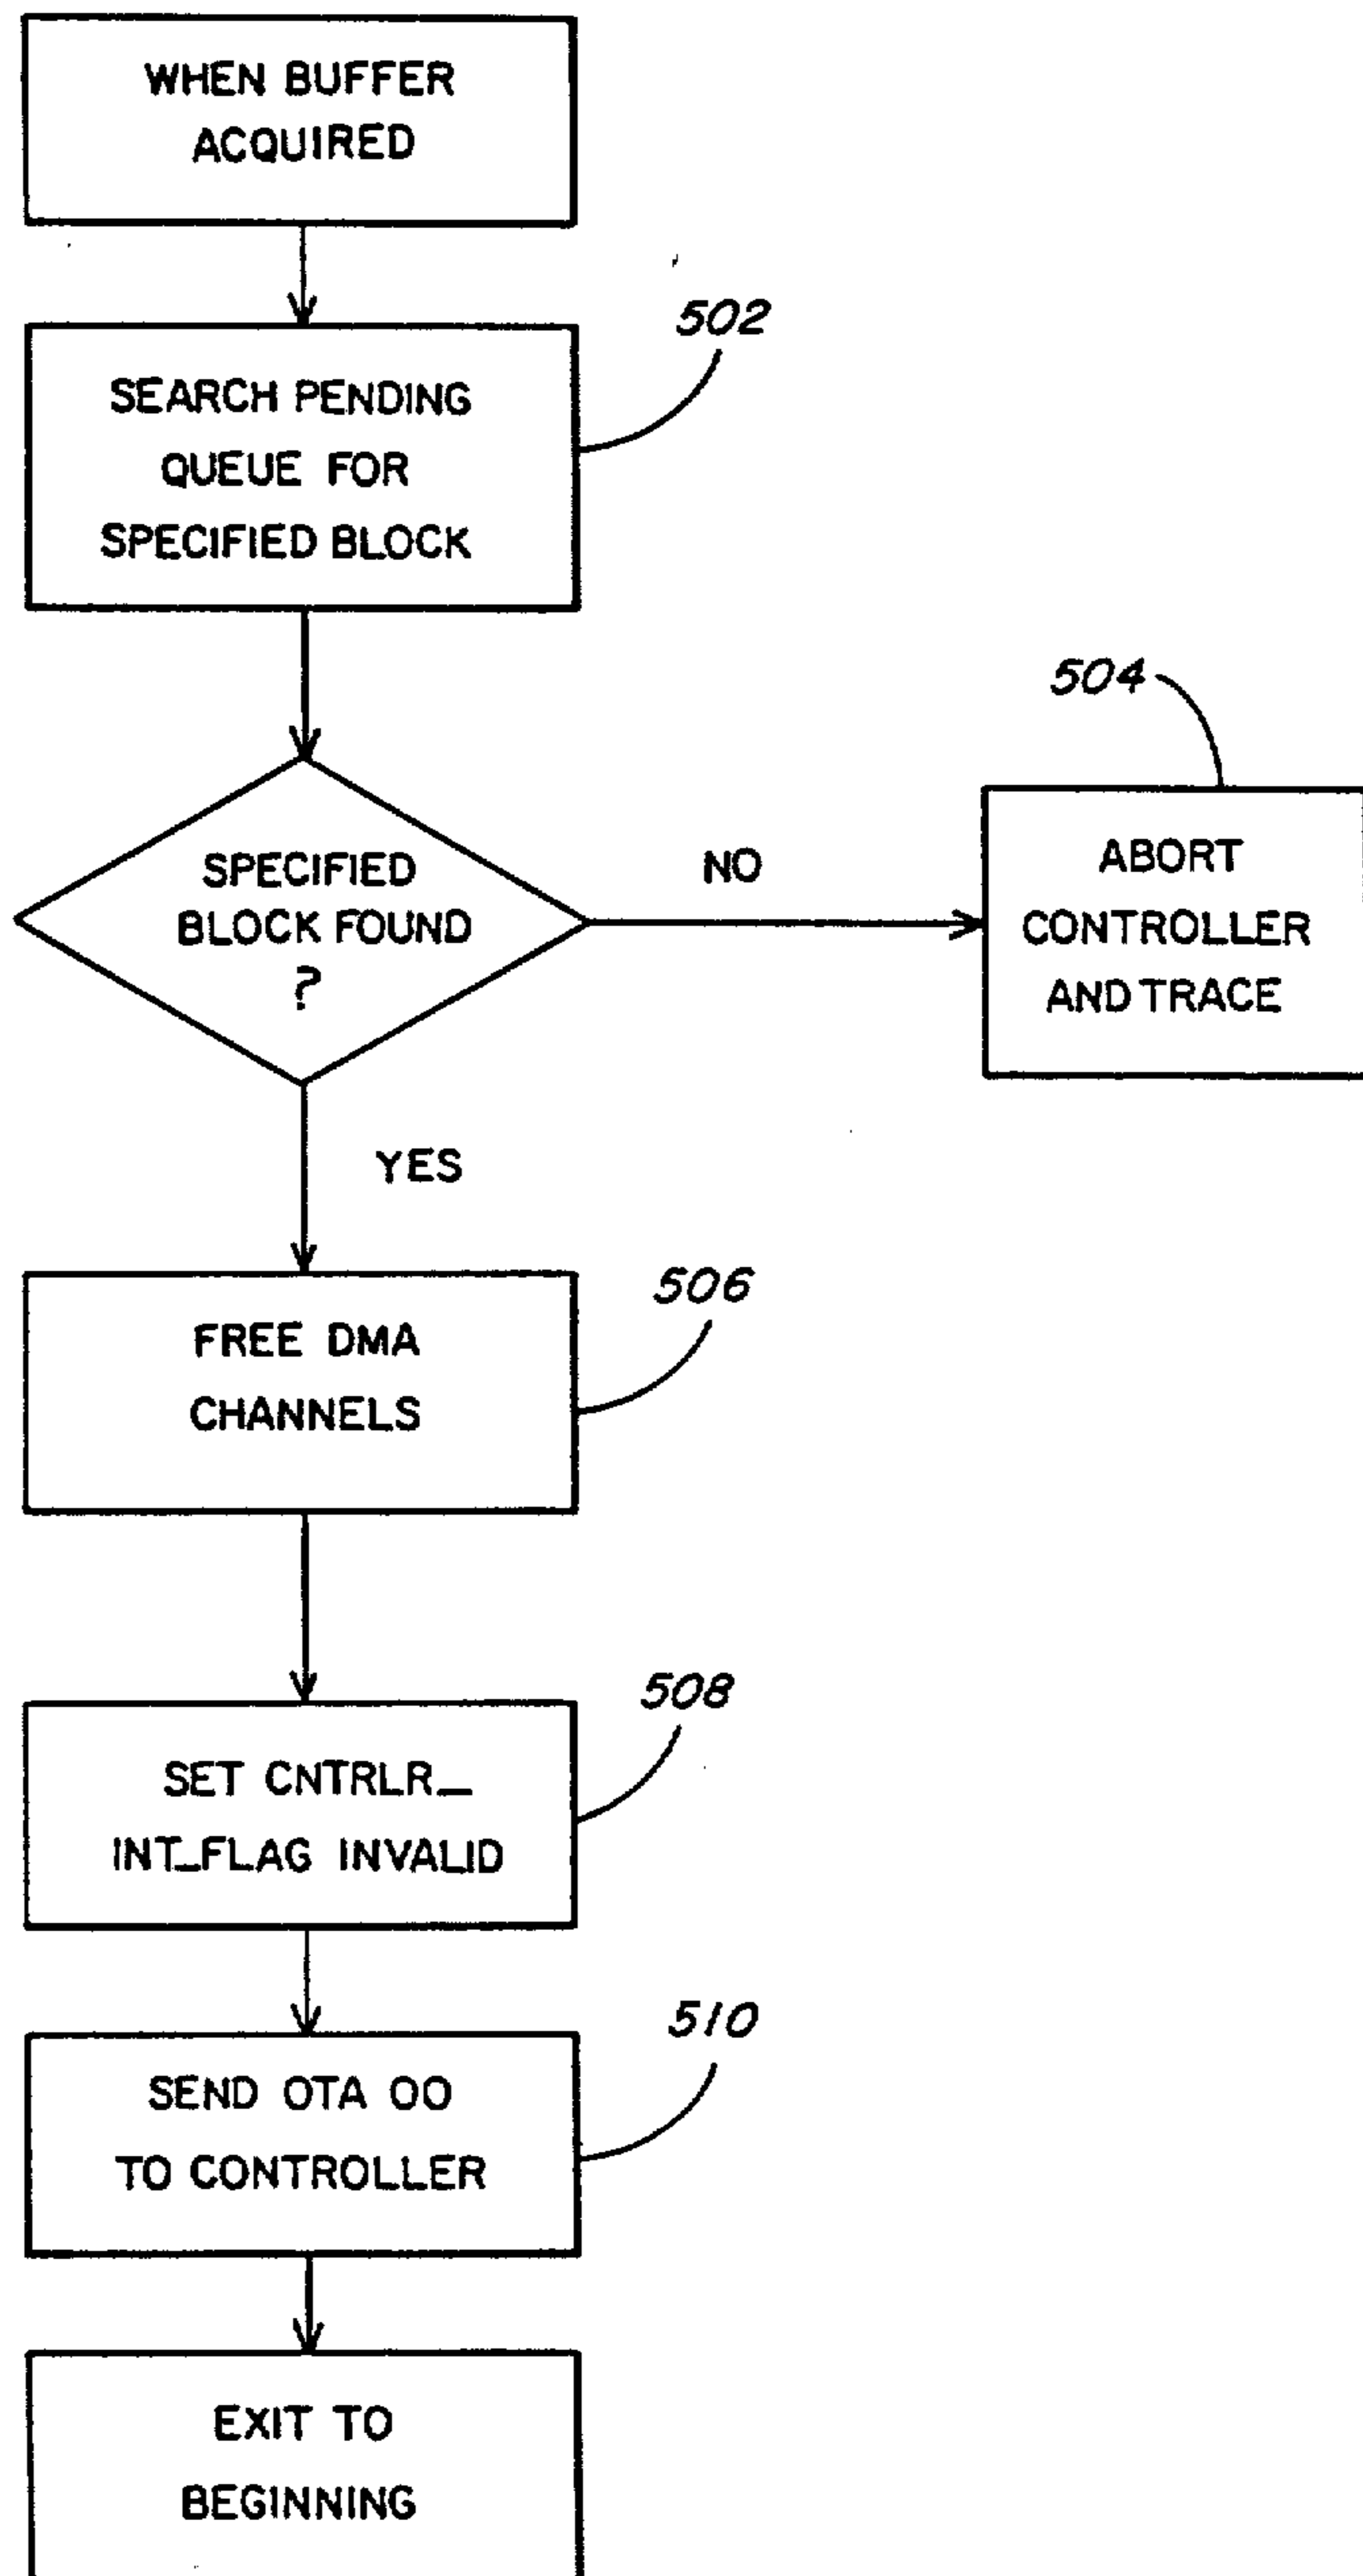 WHEN BUFFER
ACQUIRED
502
SEARCH PENDING
QUEUE FOR
SPECIFIED BLOCK
504
SPECIFIED
BLOCK FOUND
?
NO
ABORT
CONTROLLER
AND TRACE
YES
506
FREE DMA
CHANNELS
508
SET CNTRLR_
INT_FLAG INVALID
510
SEND OTA 00
TO CONTROLLER
EXIT TO
BEGINNING